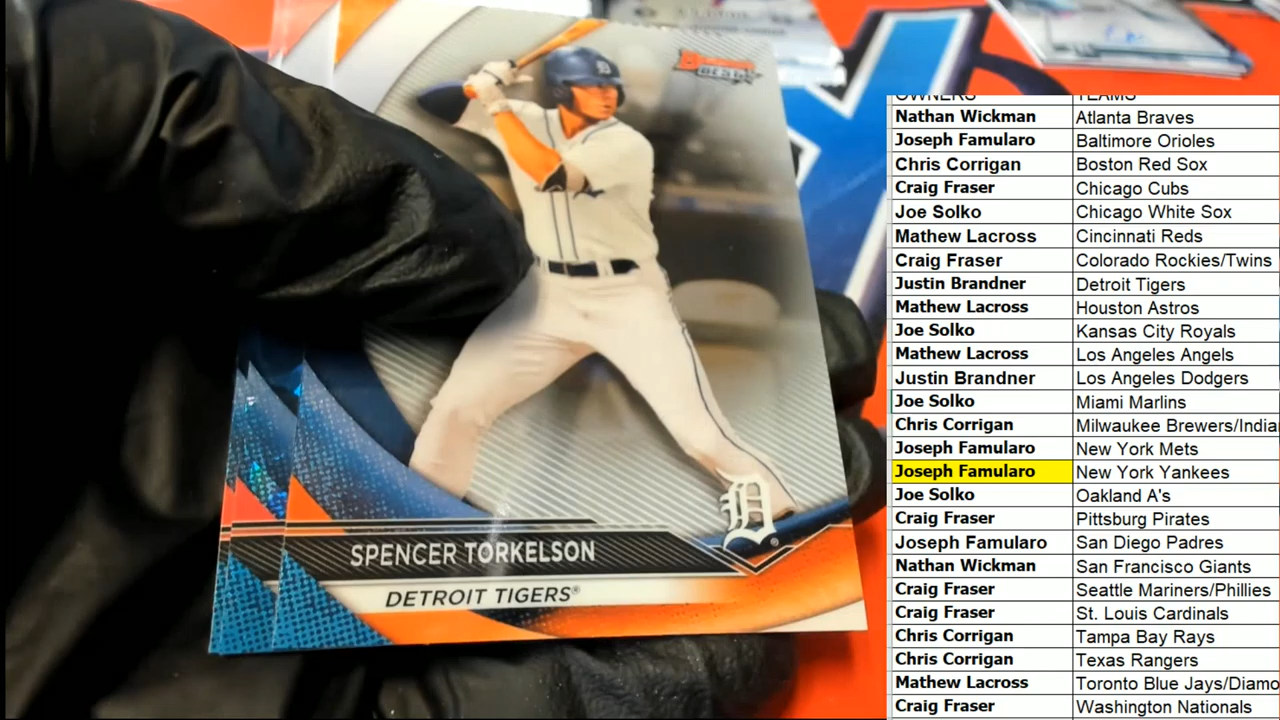 Bowman
BEST
D
D
SPENCER TORKELSON
DETROIT TIGERS®
OWNERS TEAMS
Nathan Wickman Atlanta Braves
Joseph Famularo Baltimore Orioles
Chris Corrigan Boston Red Sox
Craig Fraser Chicago Cubs
Joe Solko Chicago White Sox
Mathew Lacross Cincinnati Reds
Craig Fraser Colorado Rockies/Twins
Justin Brandner Detroit Tigers
Mathew Lacross Houston Astros
Joe Solko Kansas City Royals
Mathew Lacross Los Angeles Angels
Justin Brandner Los Angeles Dodgers
Joe Solko Miami Marlins
Chris Corrigan Milwaukee Brewers/India
Joseph Famularo New York Mets
Joseph Famularo New York Yankees
Joe Solko Oakland A's
Craig Fraser Pittsburg Pirates
Joseph Famularo San Diego Padres
Nathan Wickman San Francisco Giants
Craig Fraser Seattle Mariners/Phillies
Craig Fraser St. Louis Cardinals
Chris Corrigan Tampa Bay Rays
Chris Corrigan Texas Rangers
Mathew Lacross Toronto Blue Jays/Diamo
Craig Fraser Washington Nationals